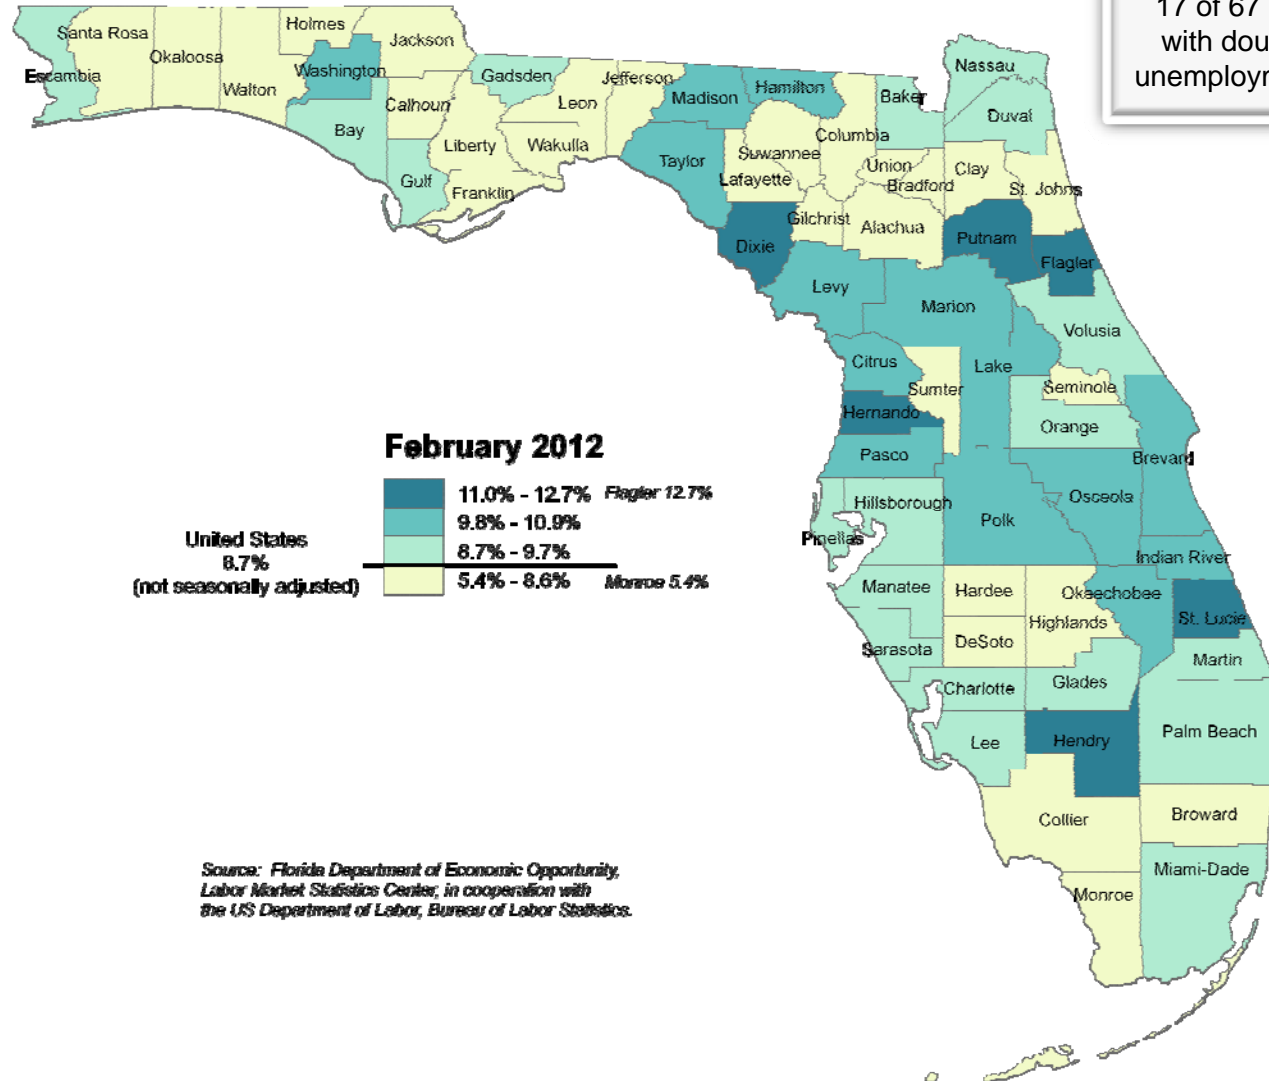 17 of 67
with dou
unemployr
Santa Rosa
Holmes
Jackson
Okaloosa
Escambia
Walton
Washington
Calhoun
Bay
Gulf
Gadsden
Liberty
Franklin
Leon
Wakulla
Jefferson
Madison
Hamilton
Taylor
Suwannee
Lafayette
Columbia
Baker
Nassau
Duval
Union
Bradford
Clay
St. Johns
Gilchrist
Alachua
Dixie
Putnam
Flagler
Levy
Marion
Volusia
Citrus
Lake
Sumter
Seminole
Hernando
Orange
Pasco
Brevard
Osceola
Hillsborough
Polk
Pinellas
Indian River
Manatee
Hardee
Okeechobee
Highlands
St. Lucie
Sarasota
DeSoto
Martin
Charlotte
Glades
Lee
Hendry
Palm Beach
Collier
Broward
Monroe
Miami-Dade
February 2012
11.0% - 12.7% Flagler 12.7%
9.8% - 10.9%
8.7% - 9.7%
5.4% - 8.6% Monroe 5.4%
United States
8.7%
(not seasonally adjusted)
Source: Florida Department of Economic Opportunity,
Labor Market Statistics Center, in cooperation with
the US Department of Labor, Bureau of Labor Statistics.